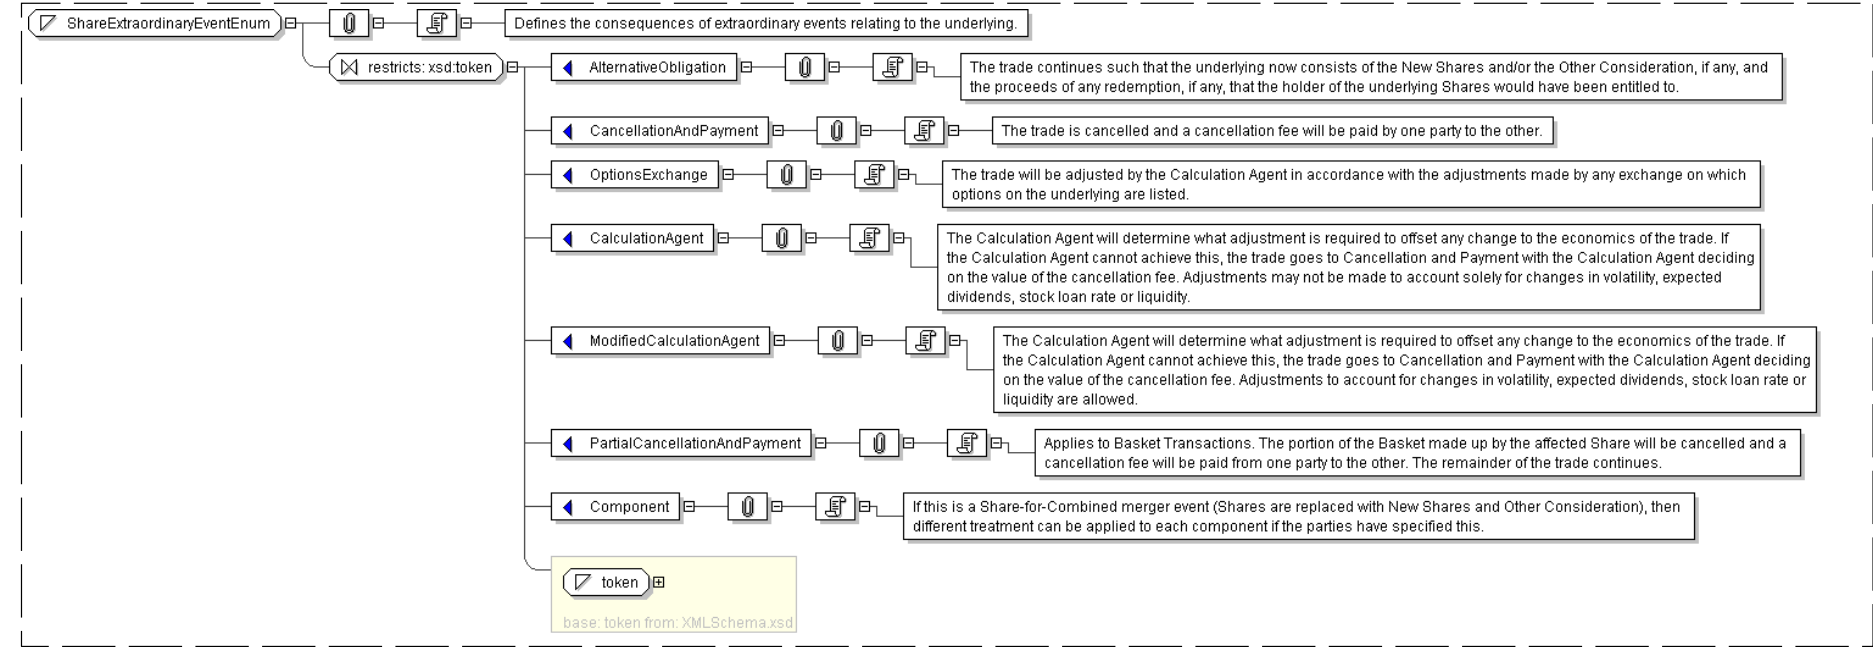 ShareExtraordinaryEventEnum
Defines the consequences of extraordinary events relating to the underlying.
restricts: xsd:token
AlternativeObligation
The trade continues such that the underlying now consists of the New Shares and/or the Other Consideration, if any, and
the proceeds of any redemption, if any, that the holder of the underlying Shares would have been entitled to.
CancellationAndPayment
The trade is cancelled and a cancellation fee will be paid by one party to the other.
OptionsExchange
The trade will be adjusted by the Calculation Agent in accordance with the adjustments made by any exchange on which
options on the underlying are listed.
CalculationAgent
The Calculation Agent will determine what adjustment is required to offset any change to the economics of the trade. If
the Calculation Agent cannot achieve this, the trade goes to Cancellation and Payment with the Calculation Agent deciding
on the value of the cancellation fee. Adjustments may not be made to account solely for changes in volatility, expected
dividends, stock loan rate or liquidity.
ModifiedCalculationAgent
The Calculation Agent will determine what adjustment is required to offset any change to the economics of the trade. If
the Calculation Agent cannot achieve this, the trade goes to Cancellation and Payment with the Calculation Agent deciding
on the value of the cancellation fee. Adjustments to account for changes in volatility, expected dividends, stock loan rate or
liquidity are allowed.
PartialCancellationAndPayment
Applies to Basket Transactions. The portion of the Basket made up by the affected Share will be cancelled and a
cancellation fee will be paid from one party to the other. The remainder of the trade continues.
Component
If this is a Share-for-Combined merger event (Shares are replaced with New Shares and Other Consideration), then
different treatment can be applied to each component if the parties have specified this.
token
base: token from: XMLSchema.xsd